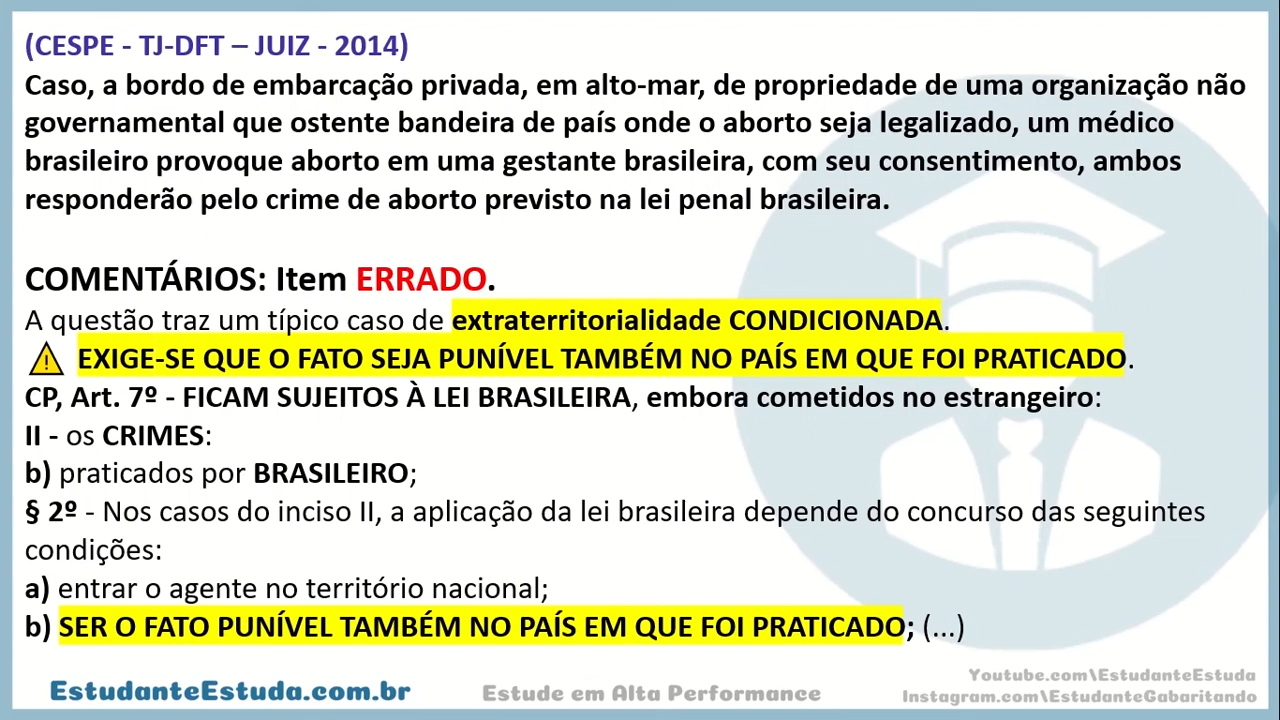 (CESPE - TJ-DFT – JUIZ - 2014)
Caso, a bordo de embarcação privada, em alto-mar, de propriedade de uma organização não
governamental que ostente bandeira de país onde o aborto seja legalizado, um médico
brasileiro provoque aborto em uma gestante brasileira, com seu consentimento, ambos
responderão pelo crime de aborto previsto na lei penal brasileira.
COMENTÁRIOS: Item ERRADO.
A questão traz um típico caso de extraterritorialidade CONDICIONADA.
EXIGE-SE QUE O FATO SEJA PUNÍVEL TAMBÉM NO PAÍS EM QUE FOI PRATICADO.
CP, Art. 7º - FICAM SUJEITOS À LEI BRASILEIRA, embora cometidos no estrangeiro:
II - os CRIMES:
b) praticados por BRASILEIRO;
§ 2º - Nos casos do inciso II, a aplicação da lei brasileira depende do concurso das seguintes
condições:
a) entrar o agente no território nacional;
b) SER O FATO PUNÍVEL TAMBÉM NO PAÍS EM QUE FOI PRATICADO; (...)
EstudanteEstuda.com.br
Estude em Alta Performance
Youtube.com\EstudanteEstuda
Instagram.com\EstudanteGabaritando